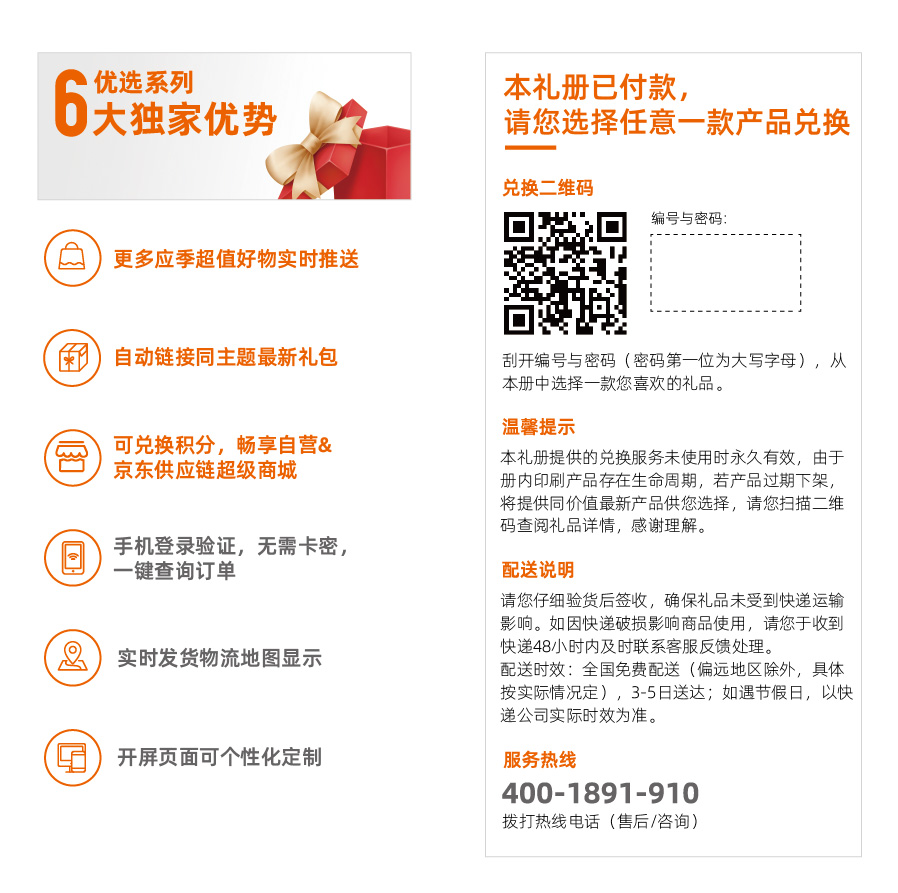 6
优选系列
大独家优势
更多应季超值好物实时推送
自动链接同主题最新礼包
可兑换积分，畅享自营&
京东供应链超级商城
手机登录验证，无需卡密，
一键查询订单
实时发货物流地图显示
开屏页面可个性化定制
本礼册已付款，
请您选择任意一款产品兑换
兑换二维码
编号与密码：
刮开编号与密码（密码第一位为大写字母），从
本册中选择一款您喜欢的礼品。
温馨提示
本礼册提供的兑换服务未使用时永久有效，由于
册内印刷产品存在生命周期，若产品过期下架，
将提供同价值最新产品供您选择，请您扫描二维
码查阅礼品详情，感谢理解。
配送说明
请您仔细验货后签收，确保礼品未受到快递运输
影响。如因快递破损影响商品使用，请您于收到
快递48小时内及时联系客服反馈处理。
配送时效：全国免费配送（偏远地区除外，具体
按实际情况定），3-5日送达；如遇节假日，以快
递公司实际时效为准。
服务热线
400-1891-910
拨打热线电话（售后/咨询）